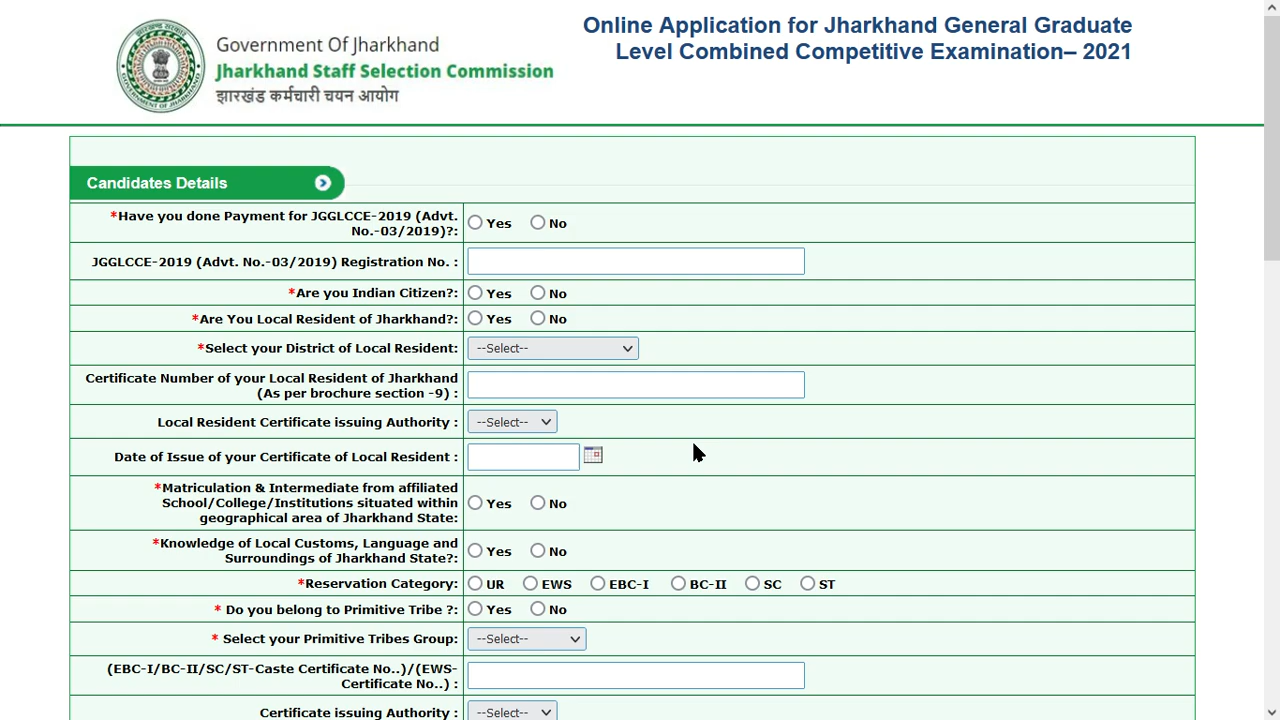 Government Of Jharkhand
Jharkhand Staff Selection Commission
झारखंड कर्मचारी चयन आयोग
Online Application for Jharkhand General Graduate
Level Combined Competitive Examination– 2021
Candidates Details
*Have you done Payment for JGGLCCE-2019 (Advt.
No.-03/2019)?: Yes No
JGGLCCE-2019 (Advt. No.-03/2019) Registration No. :
*Are you Indian Citizen?: Yes No
*Are You Local Resident of Jharkhand?: Yes No
*Select your District of Local Resident: --Select--
Certificate Number of your Local Resident of Jharkhand
(As per brochure section -9) :
Local Resident Certificate issuing Authority : --Select--
Date of Issue of your Certificate of Local Resident :
*Matriculation & Intermediate from affiliated
School/College/Institutions situated within
geographical area of Jharkhand State: Yes No
*Knowledge of Local Customs, Language and
Surroundings of Jharkhand State?: Yes No
*Reservation Category: UR EWS EBC-I BC-II SC ST
* Do you belong to Primitive Tribe ?: Yes No
* Select your Primitive Tribes Group: --Select--
(EBC-I/BC-II/SC/ST-Caste Certificate No..)/(EWS-
Certificate No..) :
Certificate issuing Authority : --Select--